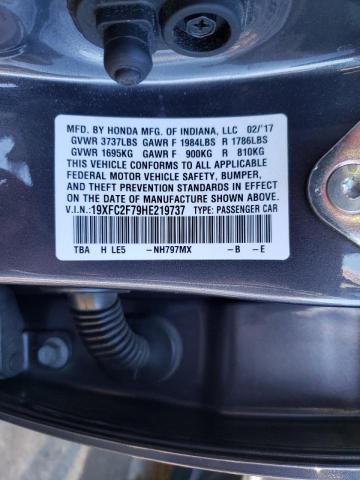 MFD. BY HONDA MFG. OF INDIANA, LLC 02/'17
GVWR 3737LBS GAWR F 1984LBS R 1786LBS
GVWR 1695KG GAWR F 900KG R 810KG
THIS VEHICLE CONFORMS TO ALL APPLICABLE
FEDERAL MOTOR VEHICLE SAFETY, BUMPER,
AND THEFT PREVENTION STANDARDS IN EFFECT
ON THE DATE OF MANUFACTURE SHOWN ABOVE.
V.I.N.:19XFC2F79HE219737 TYPE: PASSENGER CAR
TBA H LE5 -NH797MX -B -E